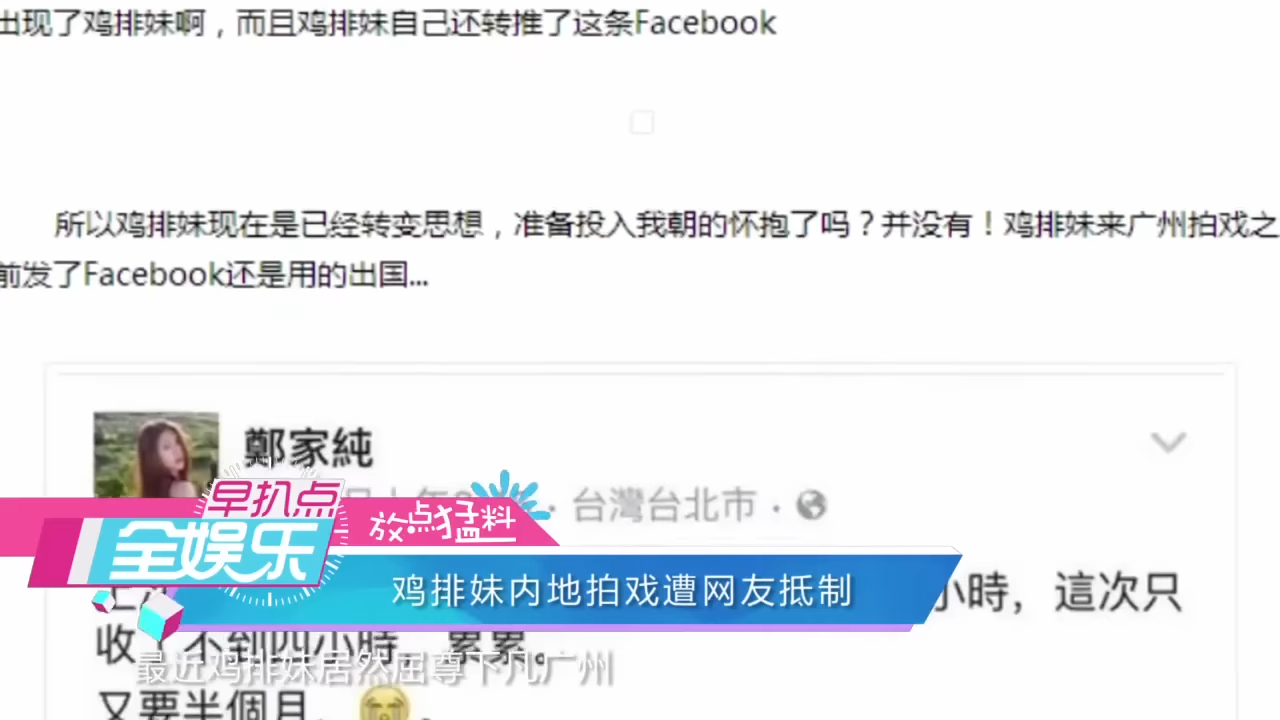 出现了鸡排妹啊，而且鸡排妹自己还转推了这条Facebook
所以鸡排妹现在是已经转变思想，准备投入我朝的怀抱了吗？并没有！鸡排妹来广州拍戏之
前发了Facebook还是用的出国...
鄭家純
· 台灣台北市 ·
早扒点
全娱乐
放点猛料
鸡排妹内地拍戏遭网友抵制
小時，這次只
收了不到四小時，累累。
最近鸡排妹居然屈尊下凡广州
又要半個月